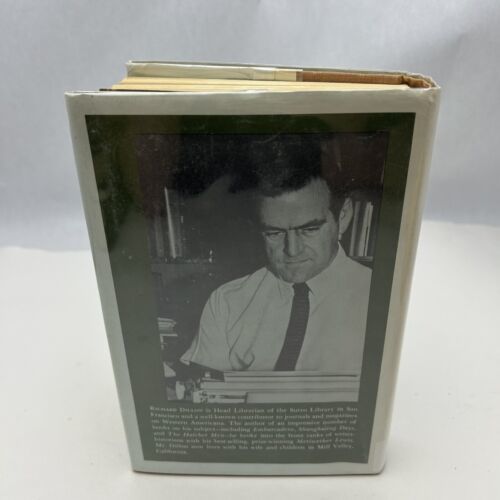 RICHARD DILLON is Head Librarian of the Sutro Library in San
Francisco and a well-known contributor to journals and magazines
on Western Americana. The author of an impressive number of
books on his subject—including Embarcadero, Shanghaiing Days,
and The Hatchet Men—he broke into the front ranks of serious
historians with his best-selling, prize-winning Meriwether Lewis.
Mr. Dillon now lives with his wife and children in Mill Valley,
California.